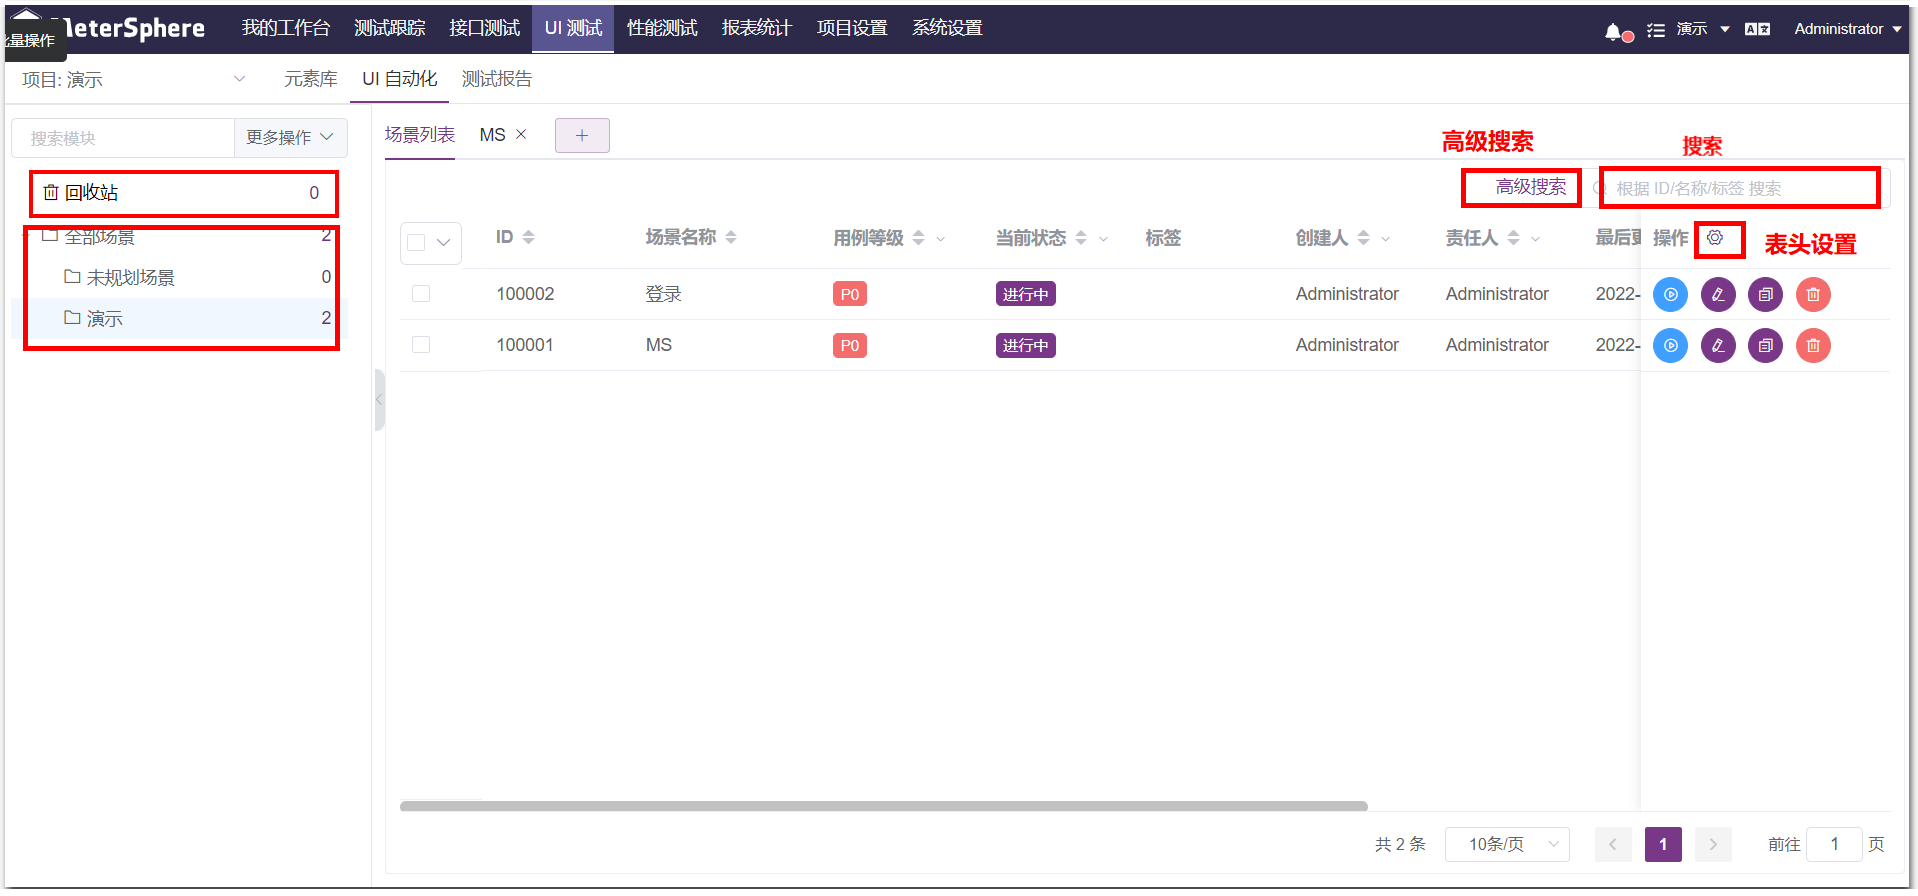 MeterSphere
我的工作台 测试跟踪 接口测试 UI 测试 性能测试 报表统计 项目设置 系统设置
演示 Administrator
批量操作
项目: 演示
元素库 UI 自动化 测试报告
搜索模块 更多操作
回收站 0
全部场景 2
未规划场景 0
演示 2
场景列表 MS
高级搜索 搜索
高级搜索 根据 ID/名称/标签 搜索
ID 场景名称 用例等级 当前状态 标签 创建人 责任人 最后更 操作 表头设置
100002 登录 P0 进行中 Administrator Administrator 2022-
100001 MS P0 进行中 Administrator Administrator 2022-
共 2 条 10条/页 1 前往 1 页